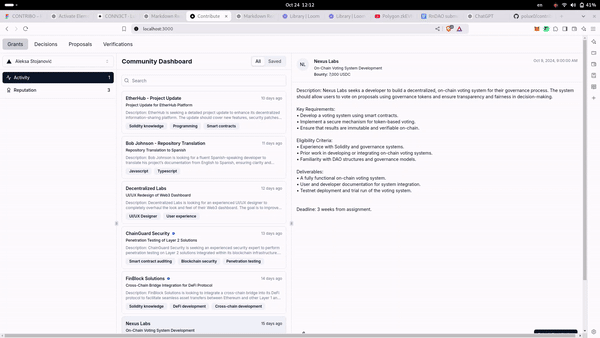 Oct 24 12:12
en
41%
CONTRIBE -
Activate Elem
CONNEKT -
Markdown Fi
Contribute
Markdown Fi
Library | Loom
Library | Loom
Polygon zkEV
ChatGPT
localhost:3000
Grants
Decisions
Proposals
Verifications
Aleksa Stojanović
Activity 1
Reputation 3
Community Dashboard
All
Saved
Search
EtherHub - Project Update
10 days ago
Project Update for EtherHub Platform
Description: EtherHub is seeking a detailed project update to enhance its decentralized
information sharing platform. The update should cover new features, security patches...
Solidity knowledge
Programming
Smart contracts
Bob Johnson - Repository Translation
11 days ago
Repository Translation to Spanish
Description: Bob Johnson is looking for a fluent Spanish-speaking developer to
translate his project's documentation from English to Spanish, ensuring clarity and...
Javascript
Typescript
Decentralized Labs
12 days ago
UI/UX Redesign of Web3 Dashboard
Description: Decentralized Labs is looking for an experienced UI/UX designer to
completely overhaul the look and feel of their Web3 dashboard. The goal is to improve...
UI/UX Designer
User experience
ChainGuard Security
13 days ago
Penetration Testing of Layer 2 Solutions
Description: ChainGuard Security is seeking an experienced security expert to perform
penetration testing on Layer 2 solutions integrated within its blockchain infrastructure...
Smart contract auditing
Blockchain security
Penetration testing
FinBlock Solutions
14 days ago
Cross-Chain Bridge Integration for DeFi Protocol
Description: FinBlock Solutions is looking to integrate a cross-chain bridge into its DeFi
protocol to facilitate seamless asset transfers between Ethereum and other Layer 1 an...
Solidity knowledge
DeFi development
Cross-chain development
Nexus Labs
15 days ago
On-Chain Voting System Development
NL
Nexus Labs
On-Chain Voting System Development
Bounty: 7,000 USDC
Oct 9, 2024,
Description: Nexus Labs seeks a developer to build a decentralized, on-chain voting system for their governance process. The system
should allow users to vote on proposals using governance tokens and ensure transparency and fairness in decision-making.
Key Requirements:
• Develop a voting system using smart contracts.
• Implement a secure mechanism for token-based voting.
• Ensure that results are immutable and verifiable on-chain.
Eligibility Criteria:
• Experience with Solidity and governance systems.
• Prior work in developing or integrating on-chain voting systems.
• Familiarity with DAO structures and governance models.
Deliverables:
• A fully functional on-chain voting system.
• User and developer documentation for system integration.
• Testnet deployment and trial run of the voting system.
Deadline: 3 weeks from assignment.